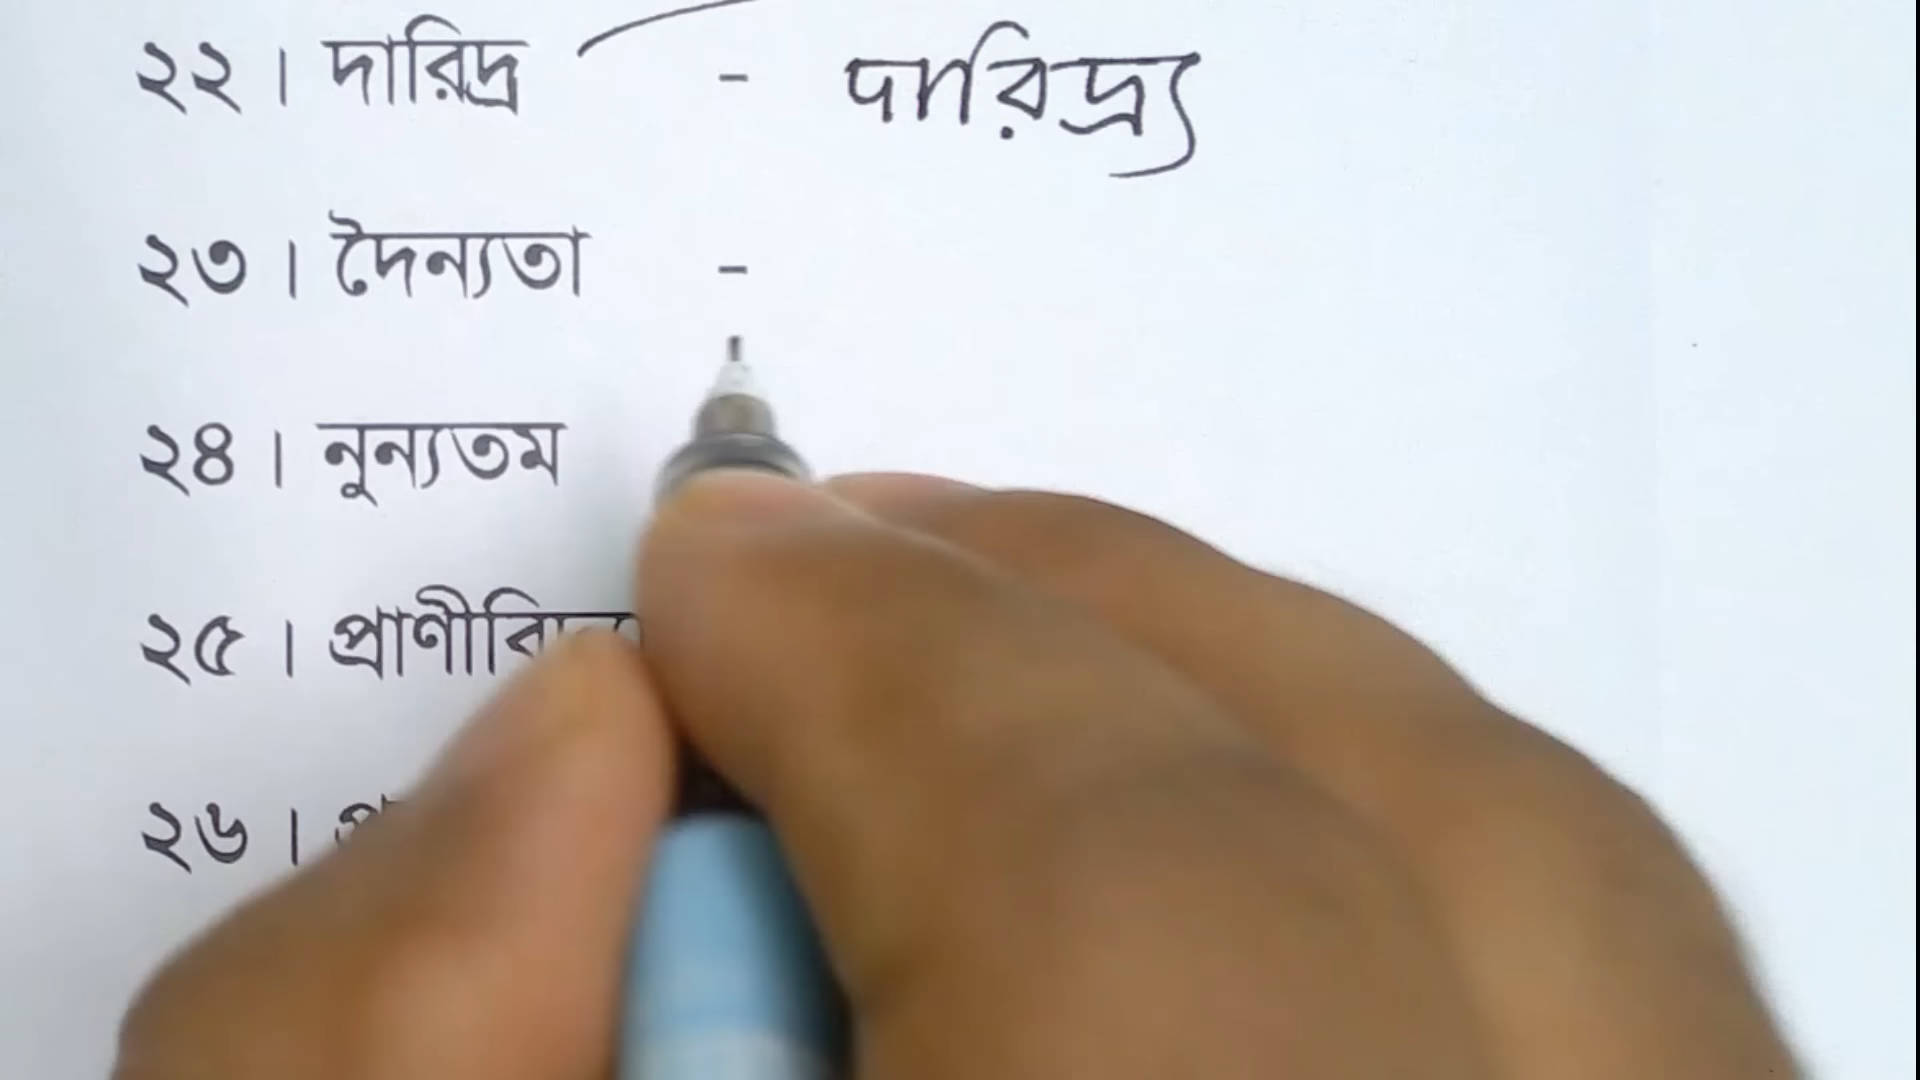 ২২। দারিদ্র - দারিদ্র্য
২৩। দৈন্যতা -
২৪। নুন্যতম
২৫।
২৬।